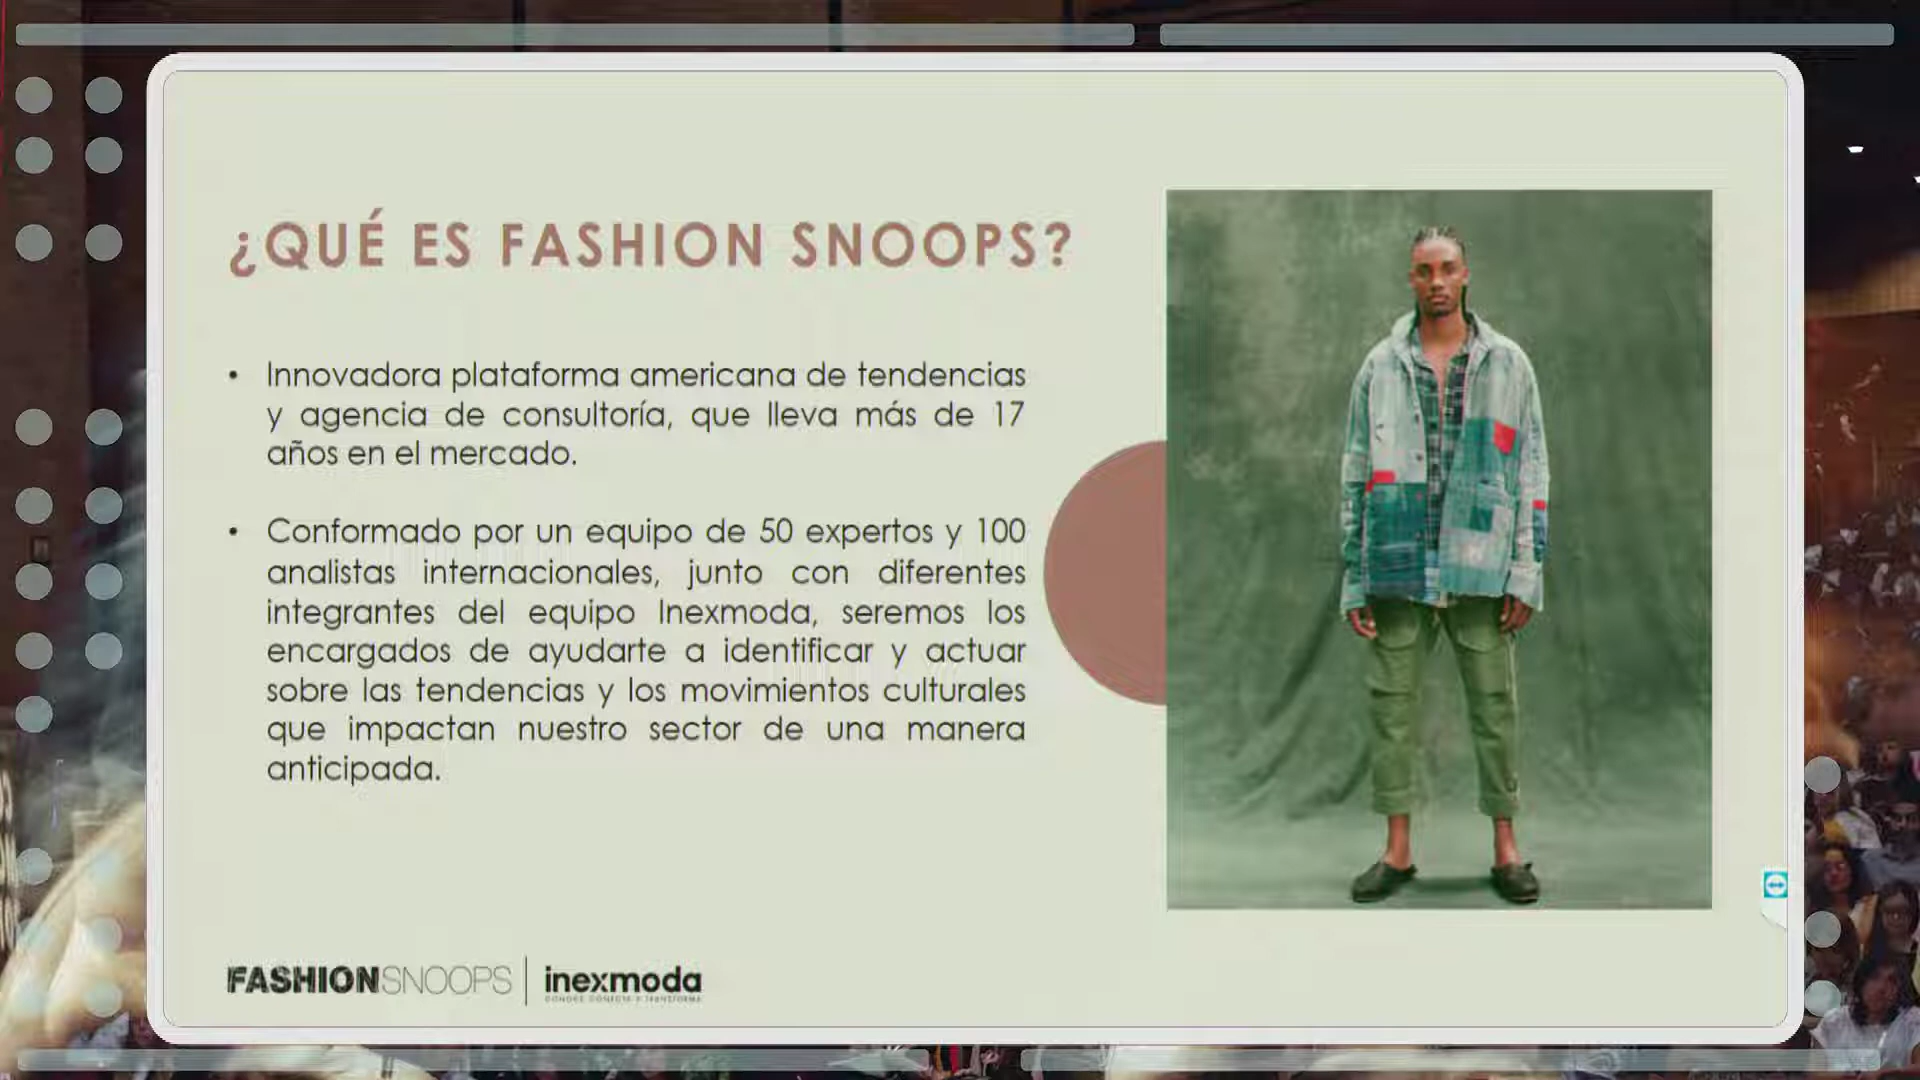 ¿QUÉ ES FASHION SNOOPS?
• Innovadora plataforma americana de tendencias
y agencia de consultoría, que lleva más de 17
años en el mercado.
• Conformado por un equipo de 50 expertos y 100
analistas internacionales, junto con diferentes
integrantes del equipo Inexmoda, seremos los
encargados de ayudarte a identificar y actuar
sobre las tendencias y los movimientos culturales
que impactan nuestro sector de una manera
anticipada.
FASHIONSNOOPS | inexmoda